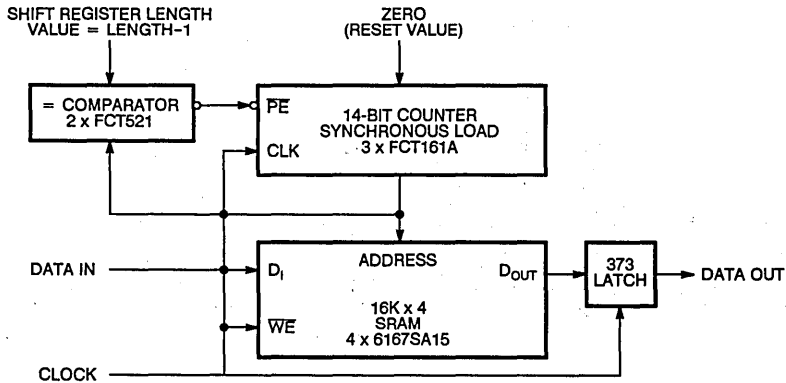 SHIFT REGISTER LENGTH
VALUE = LENGTH-1
ZERO
(RESET VALUE)
= COMPARATOR
2 x FCT521
PE
14-BIT COUNTER
SYNCHRONOUS LOAD
3 x FCT161A
CLK
DATA IN
DI
ADDRESS
DOUT
373
LATCH
DATA OUT
WE
16K x 4
SRAM
4 x 6167SA15
CLOCK